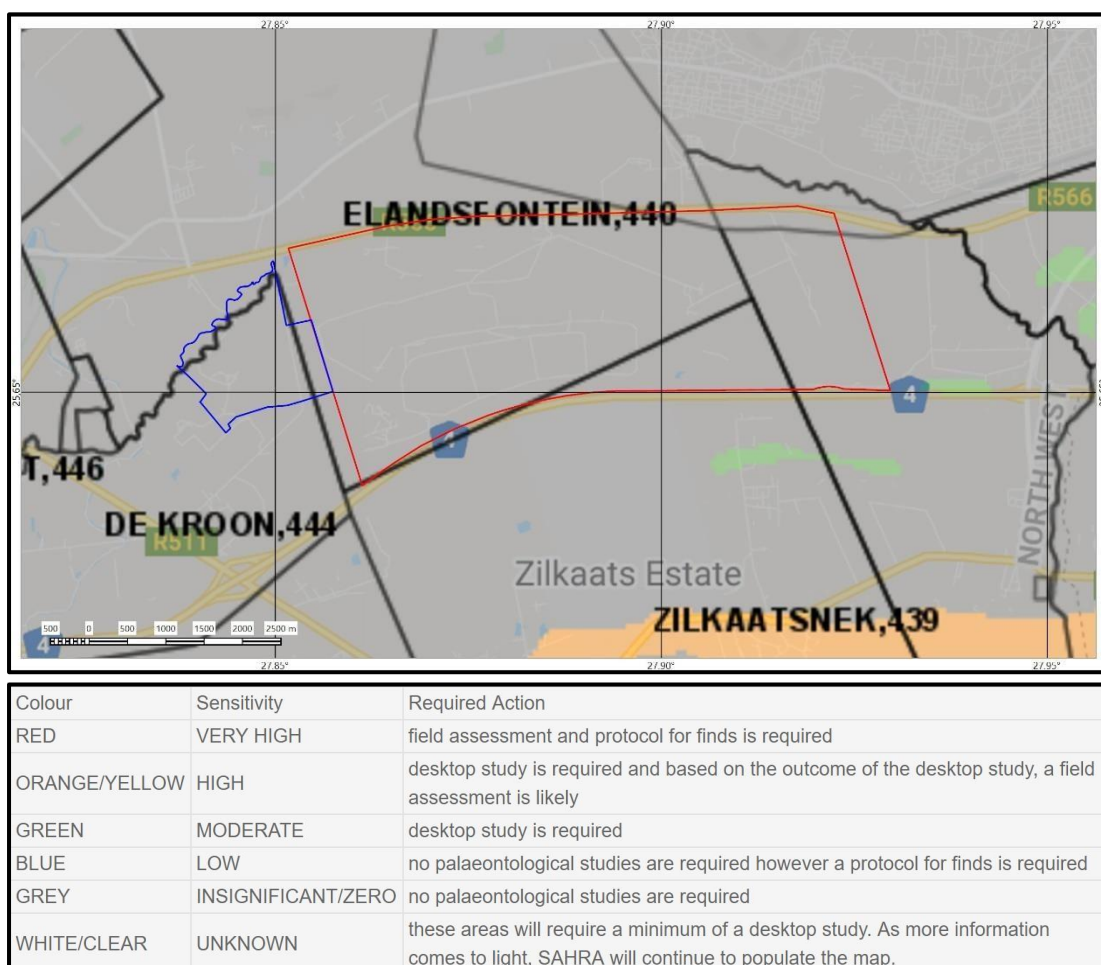 27.85° 27.90° 27.95°
R566
ELANDSFONTEIN,440
25.65°
4
4
NORTH WEST
T,446
DE KROON,444
R511
Zilkaats Estate
ZILKAATSNEK,439
500 0 500 1000 1500 2000 2500 m
4
27.85° 27.90° 27.95°
Colour Sensitivity Required Action
RED VERY HIGH field assessment and protocol for finds is required
ORANGE/YELLOW HIGH desktop study is required and based on the outcome of the desktop study, a field
assessment is likely
GREEN MODERATE desktop study is required
BLUE LOW no palaeontological studies are required however a protocol for finds is required
GREY INSIGNIFICANT/ZERO no palaeontological studies are required
WHITE/CLEAR UNKNOWN these areas will require a minimum of a desktop study. As more information
comes to light, SAHRA will continue to populate the map.